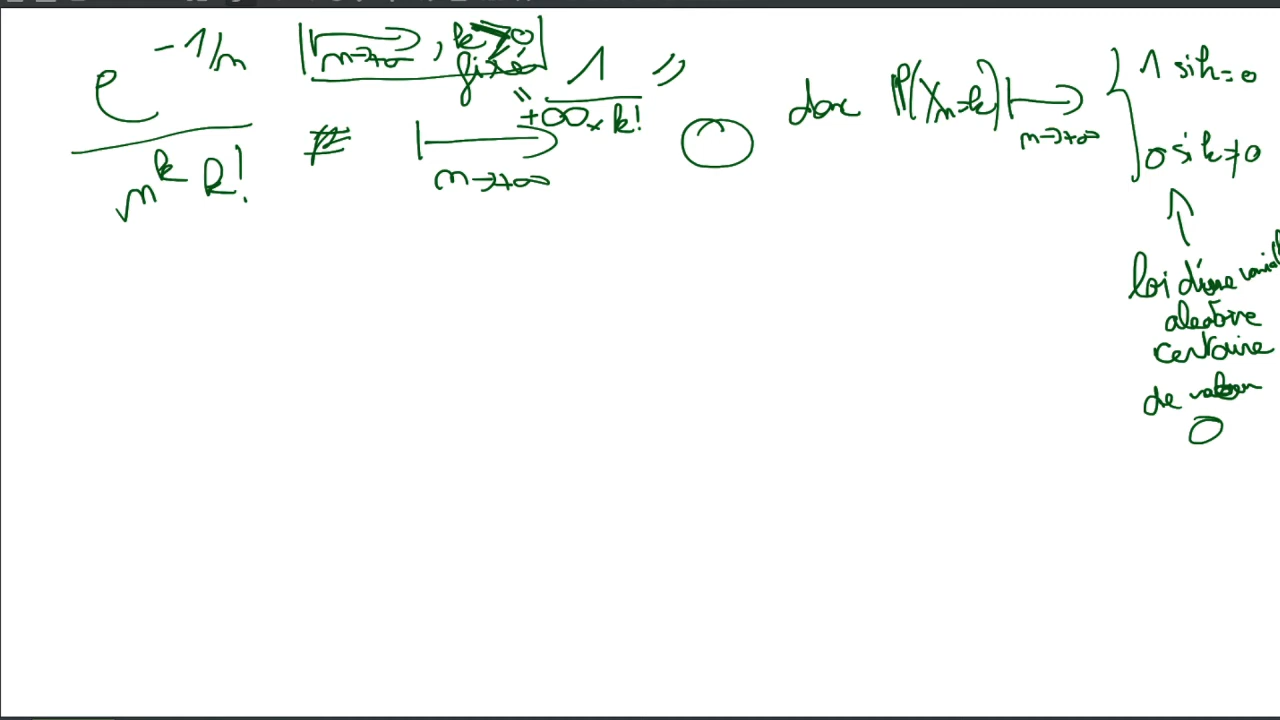 e^{-1/n} / (n^k k!) |⟶_{n→+∞}, k>0 fixé |⟶_{n→+∞} "1 / (+∞ × k!)" 0 donc ℙ(X_n=k) |⟶_{n→+∞} { 1 si k=0
0 si k≠0
↑
loi d'une
aléatoire
certaine
de valeur
0